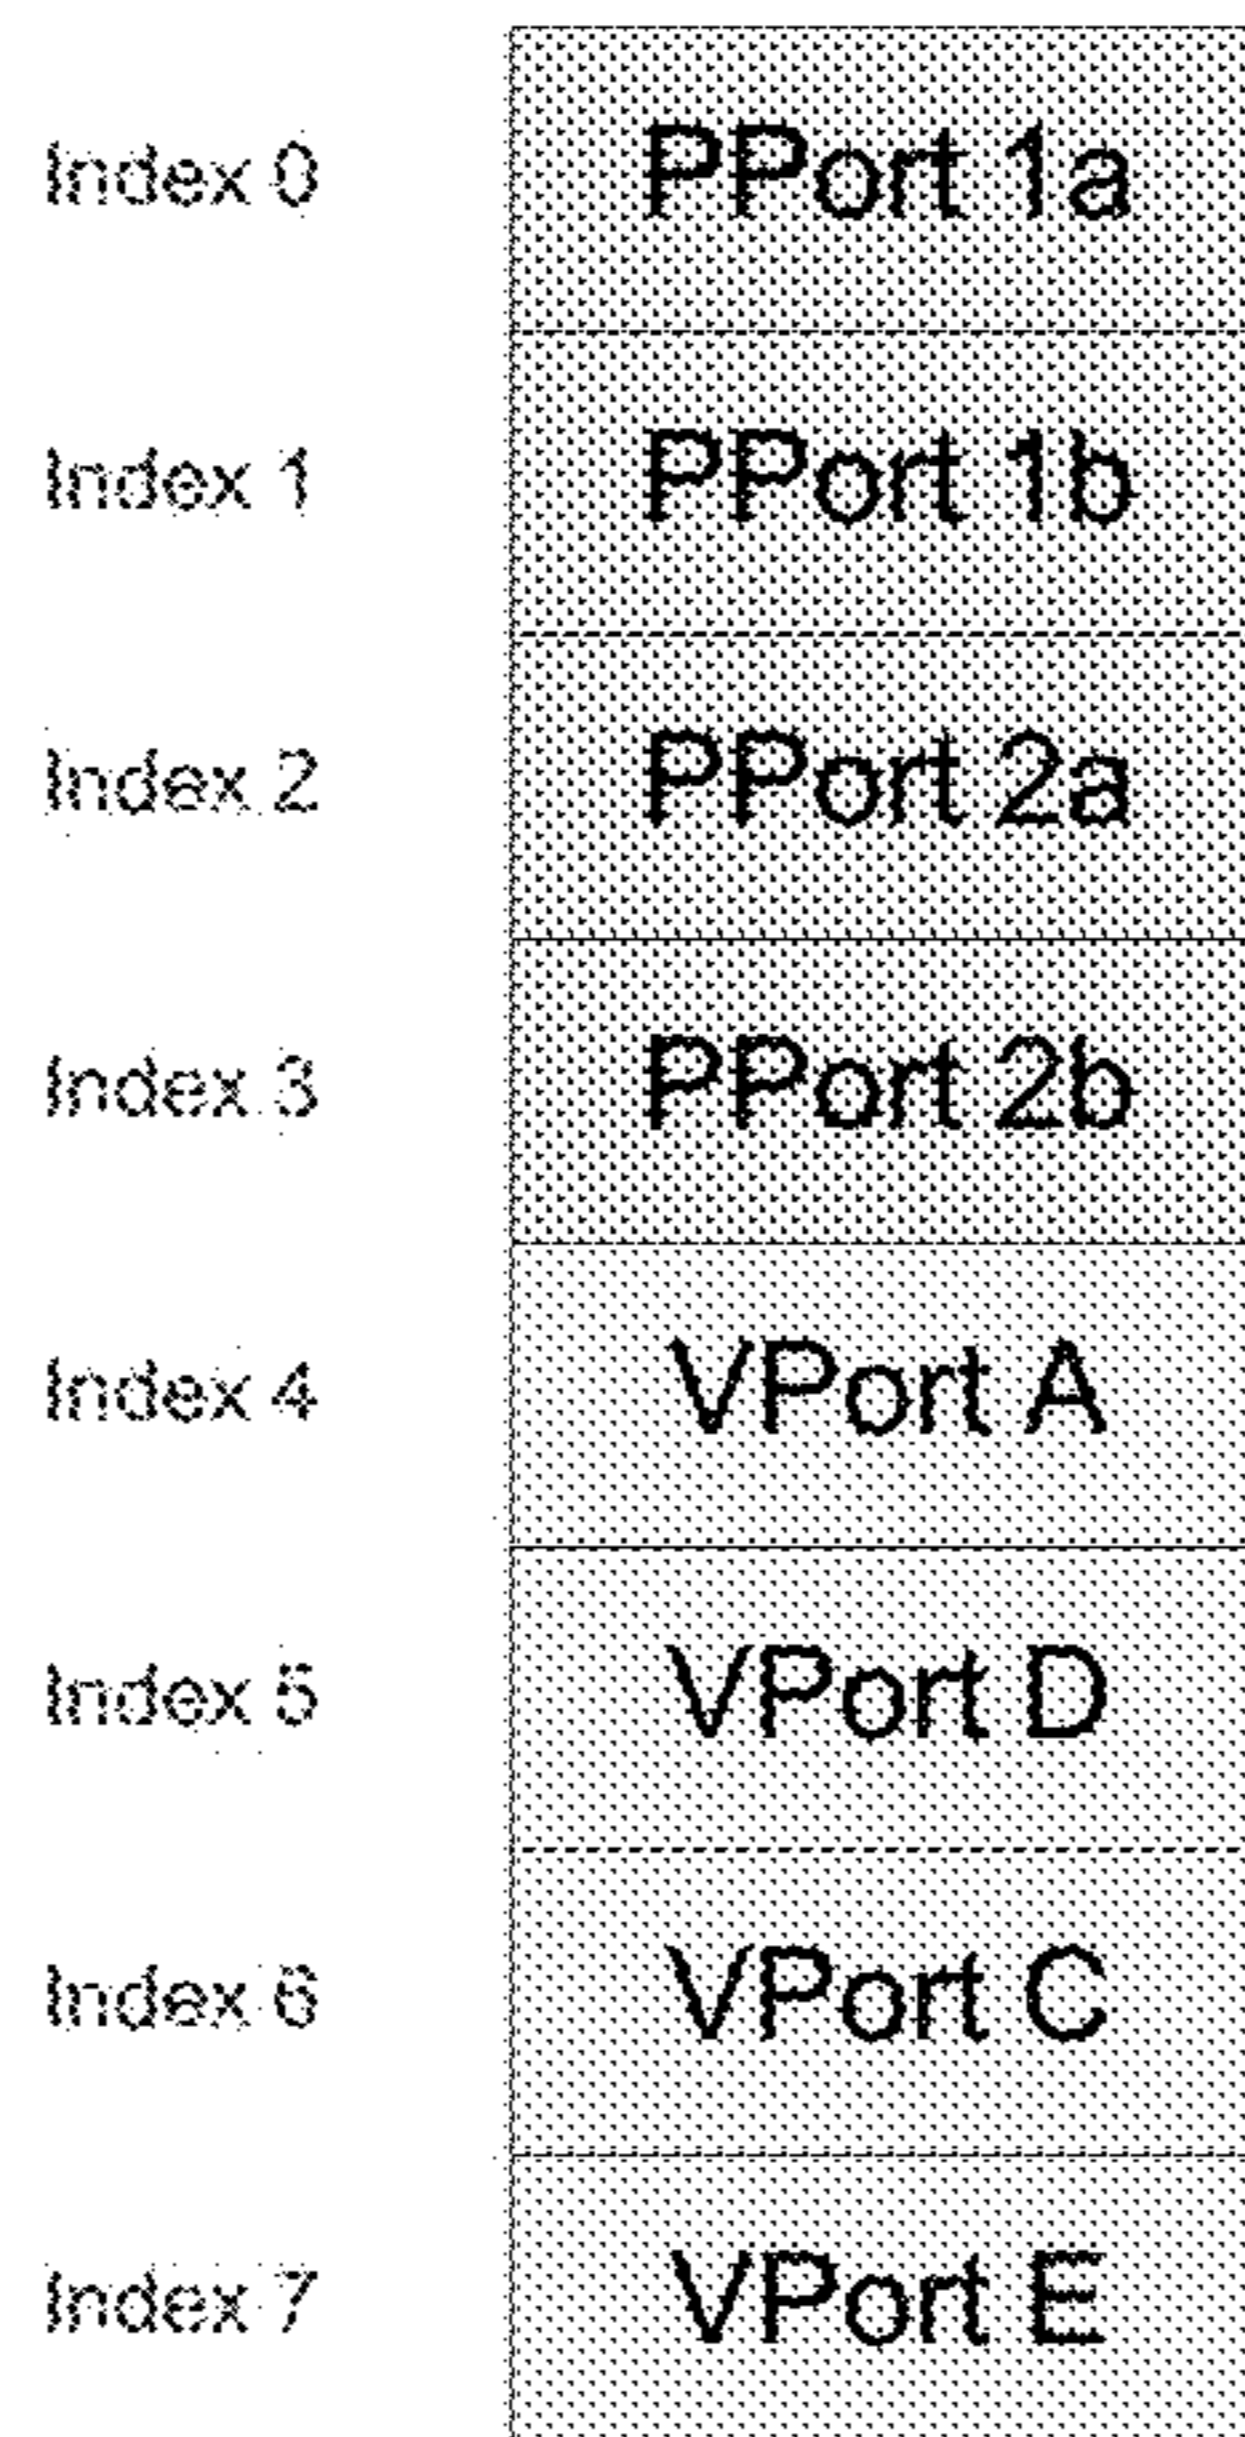 Index 0 PPort 1a
Index 1 PPort 1b
Index 2 PPort 2a
Index 3 PPort 2b
Index 4 VPort A
Index 5 VPort D
Index 6 VPort C
Index 7 VPort E